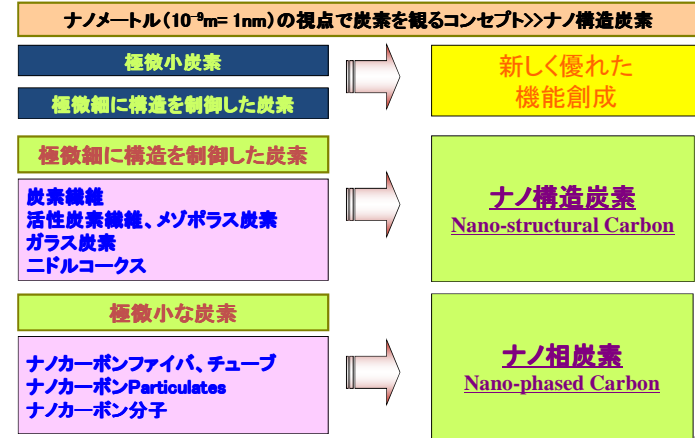 ナノメートル(10⁻⁹m= 1nm)の視点で炭素を観るコンセプト>>ナノ構造炭素
極微小炭素
極微細に構造を制御した炭素
新しく優れた
機能創成
極微細に構造を制御した炭素
炭素繊維
活性炭素繊維、メゾポラス炭素
ガラス炭素
ニドルコークス
ナノ構造炭素
Nano-structural Carbon
極微小な炭素
ナノカーボンファイバ、チューブ
ナノカーボンParticulates
ナノカーボン分子
ナノ相炭素
Nano-phased Carbon